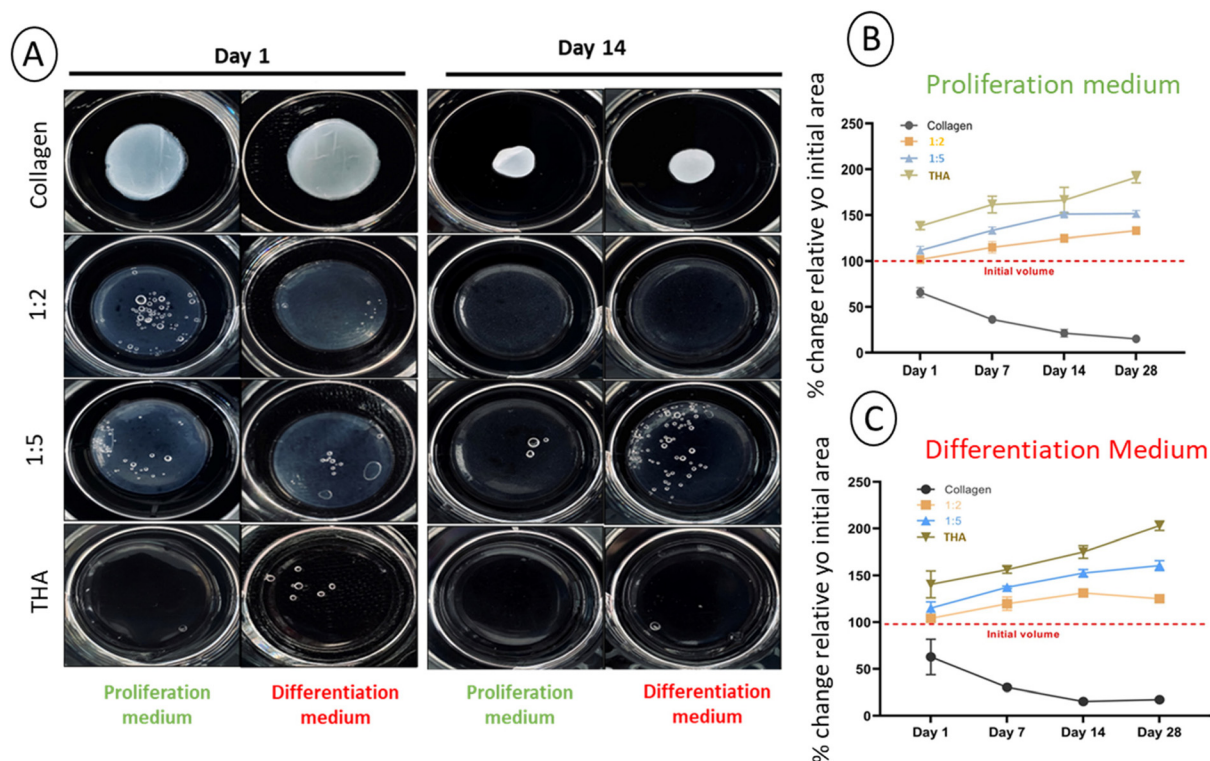 A
Day 1
Day 14
Collagen
1:2
1:5
THA
Proliferation
medium
Differentiation
medium
Proliferation
medium
Differentiation
medium
B
Proliferation medium
% change relative yo initial area
250
200
150
100
50
0
Collagen
1:2
1:5
THA
Initial volume
Day 1
Day 7
Day 14
Day 28
C
Differentiation Medium
% change relative yo initial area
250
200
150
100
50
0
Collagen
1:2
1:5
THA
Initial volume
Day 1
Day 7
Day 14
Day 28